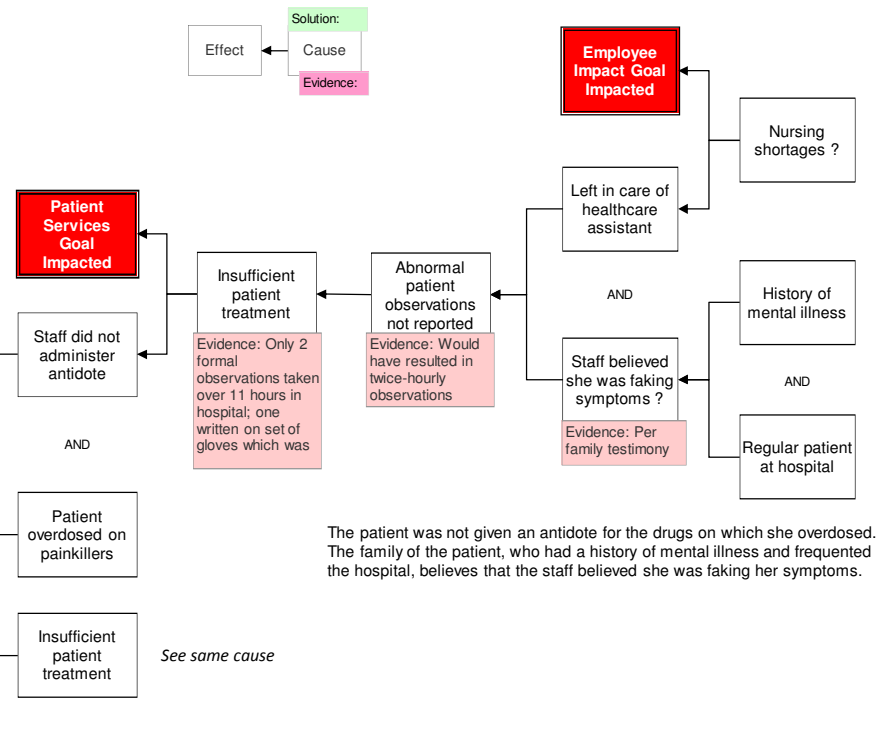 Solution:
Effect
Cause
Evidence:
Employee
Impact Goal
Impacted
Nursing
shortages ?
Left in care of
healthcare
assistant
Patient
Services
Goal
Impacted
Insufficient
patient
treatment
Abnormal
patient
observations
not reported
AND
History of
mental illness
Staff did not
administer
antidote
Evidence: Only 2
formal
observations taken
over 11 hours in
hospital; one
written on set of
gloves which was
Evidence: Would
have resulted in
twice-hourly
observations
Staff believed
she was faking
symptoms ?
AND
Evidence: Per
family testimony
Regular patient
at hospital
AND
Patient
overdosed on
painkillers
The patient was not given an antidote for the drugs on which she overdosed.
The family of the patient, who had a history of mental illness and frequented
the hospital, believes that the staff believed she was faking her symptoms.
Insufficient
patient
treatment
See same cause